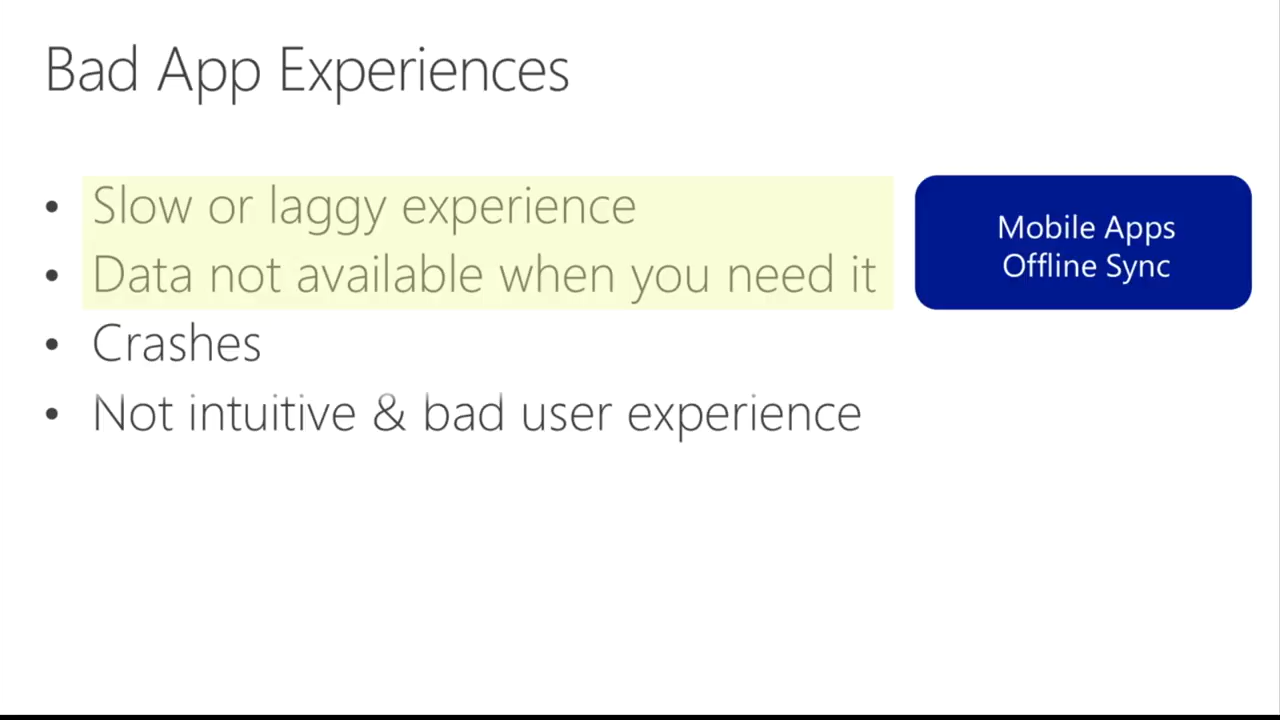 Bad App Experiences
• Slow or laggy experience
• Data not available when you need it
• Crashes
• Not intuitive & bad user experience
Mobile Apps
Offline Sync